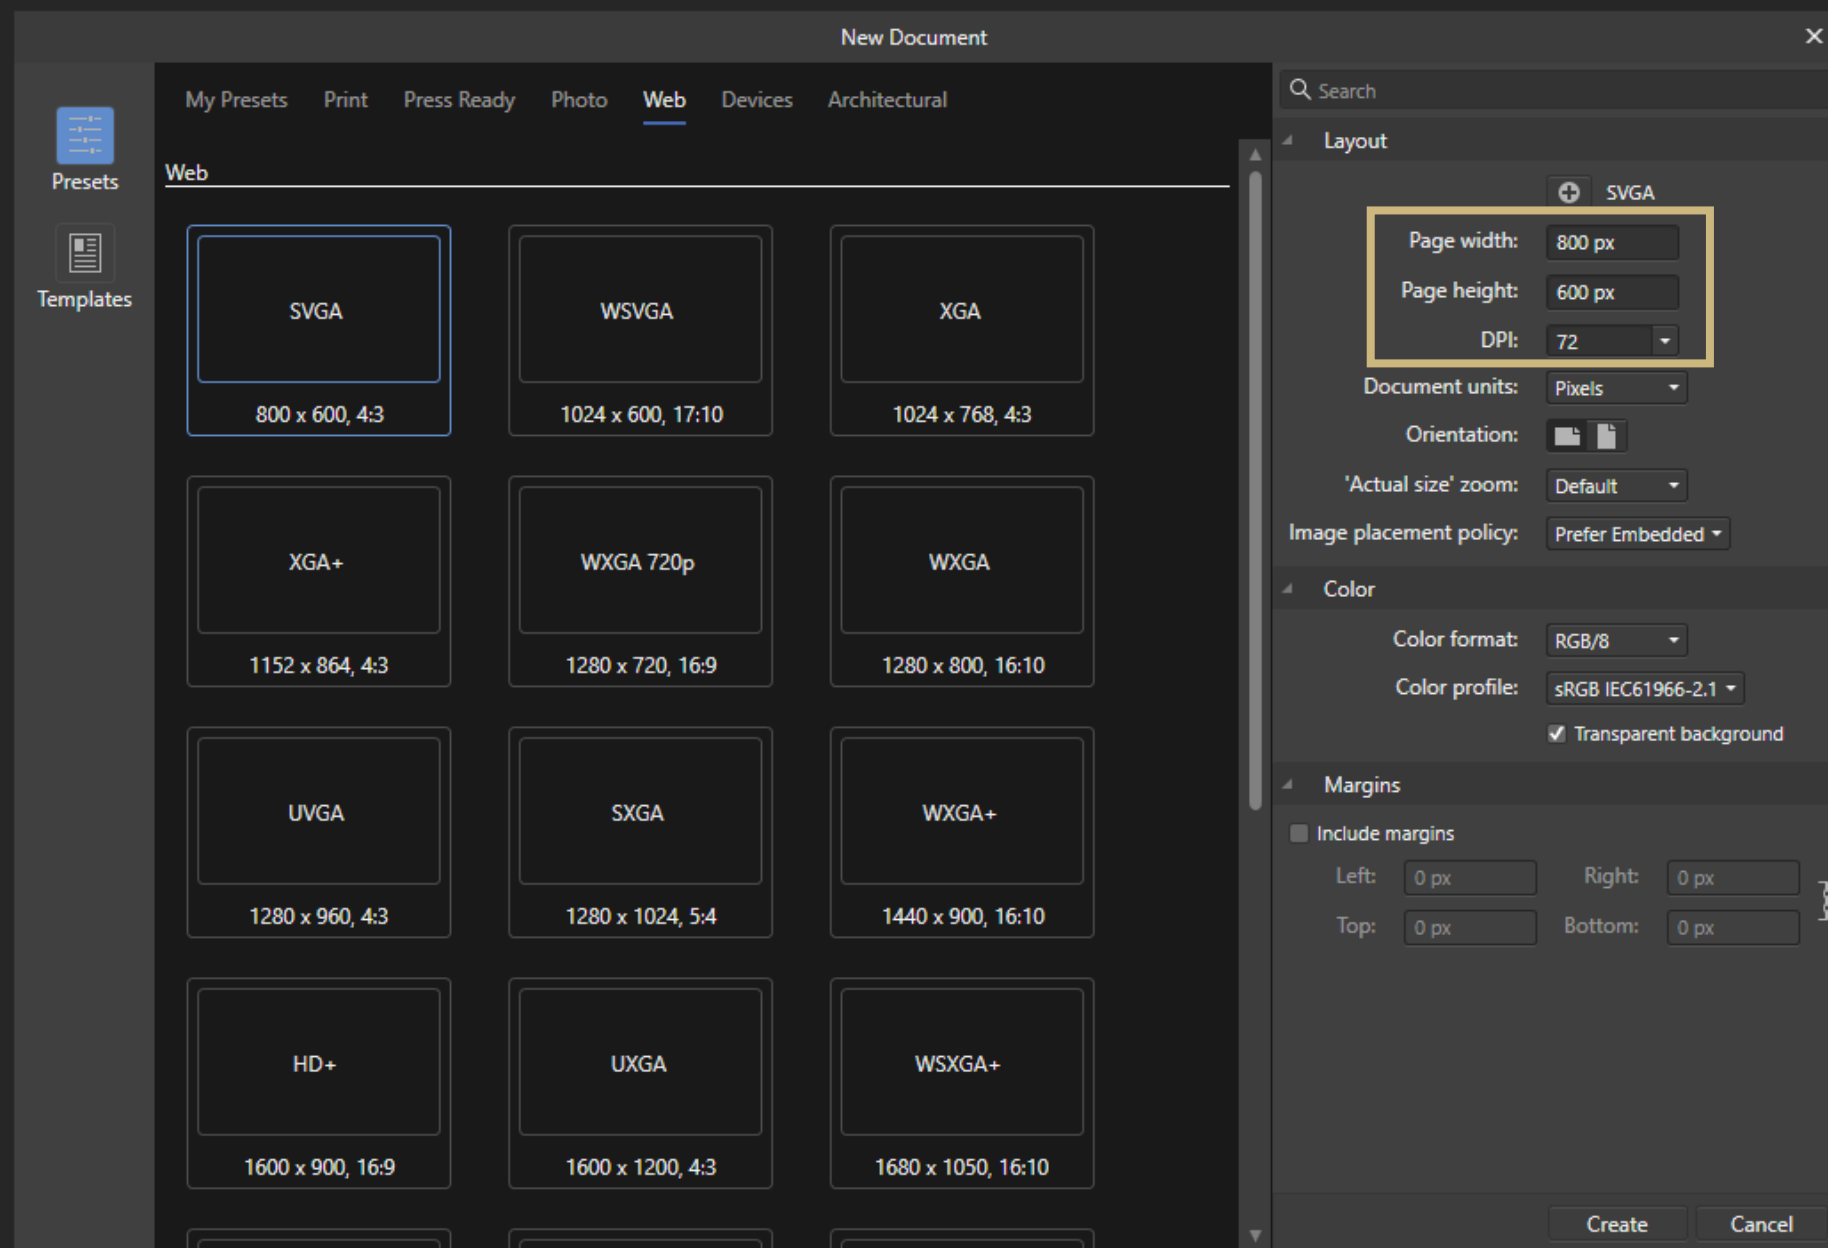 New Document
My Presets Print Press Ready Photo Web Devices Architectural
Search
Presets
Templates
Web
SVGA
800 x 600, 4:3
WSVGA
1024 x 600, 17:10
XGA
1024 x 768, 4:3
XGA+
1152 x 864, 4:3
WXGA 720p
1280 x 720, 16:9
WXGA
1280 x 800, 16:10
UVGA
1280 x 960, 4:3
SXGA
1280 x 1024, 5:4
WXGA+
1440 x 900, 16:10
HD+
1600 x 900, 16:9
UXGA
1600 x 1200, 4:3
WSXGA+
1680 x 1050, 16:10
Layout
SVGA
Page width: 800 px
Page height: 600 px
DPI: 72
Document units: Pixels
Orientation:
'Actual size' zoom: Default
Image placement policy: Prefer Embedded
Color
Color format: RGB/8
Color profile: sRGB IEC61966-2.1
Transparent background
Margins
Include margins
Left: 0 px Right: 0 px
Top: 0 px Bottom: 0 px
Create Cancel